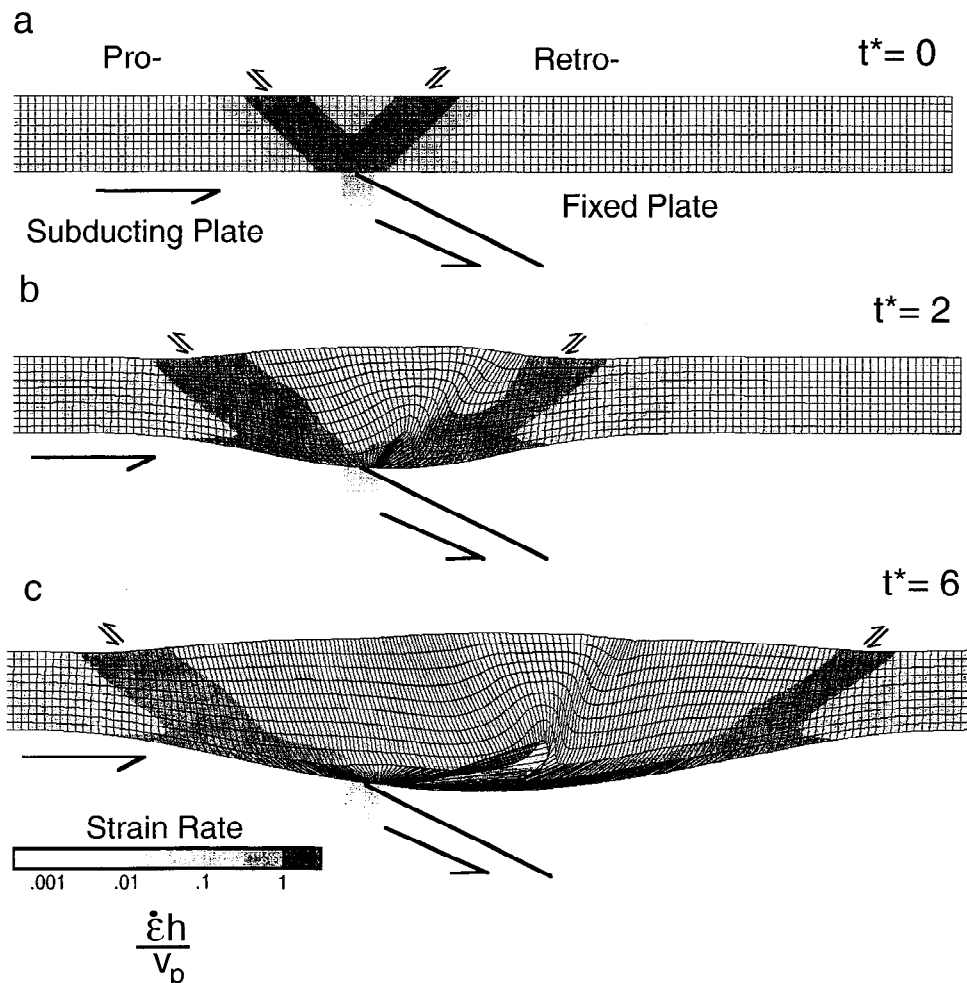 a
Pro-
Retro-
t*= 0
Subducting Plate
Fixed Plate
b
t*= 2
c
t*= 6
Strain Rate
.001 .01 .1 1
ε̇h
vp